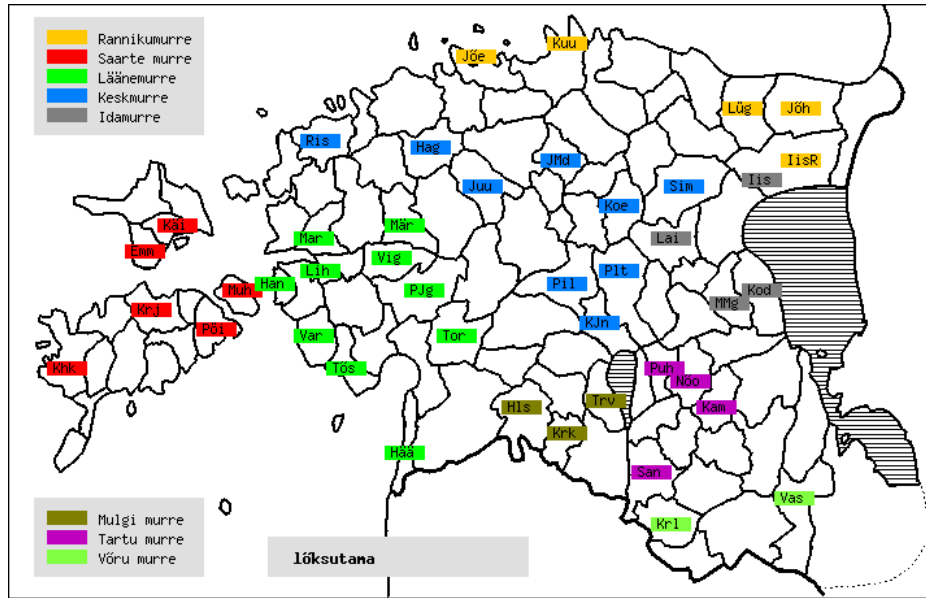 Rannikumurre
Saarte murre
Läänemurre
Keskmurre
Idamurre
Kuu
Jõe
Lüg
Jõh
Ris
Hag
JMd
IisR
Juu
Sim
Iis
Koe
Käi
Mär
Mar
Lai
Emm
Vig
Lih
Plt
Han
Pil
Muh
PJg
Kod
MMg
Krj
KJn
Põi
Var
Tor
Khk
Tõs
Puh
Nõo
Trv
Hls
Kam
Krk
Hää
San
Vas
Krl
Mulgi murre
Tartu murre
Võru murre
lõksutama